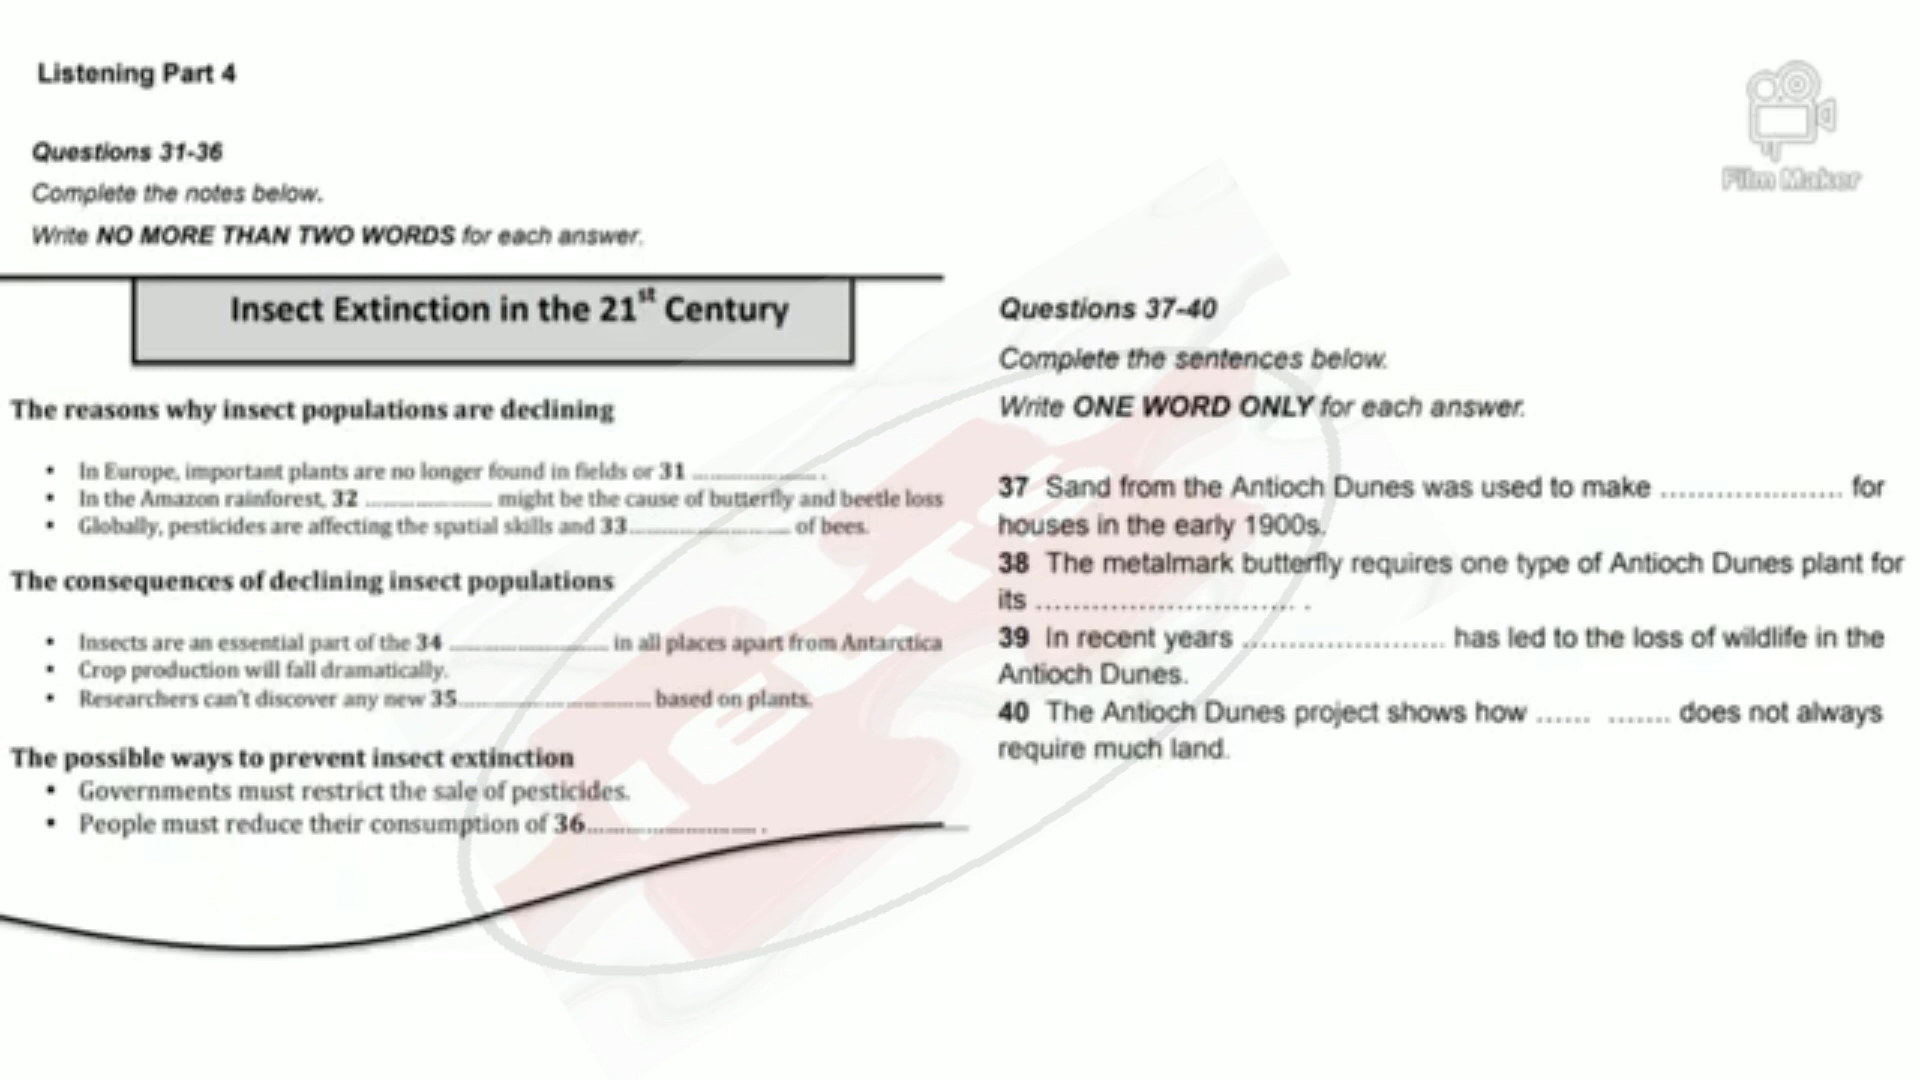 Listening Part 4
Questions 31-36
Complete the notes below.
Write NO MORE THAN TWO WORDS for each answer.
Insect Extinction in the 21st Century
The reasons why insect populations are declining
• In Europe, important plants are no longer found in fields or 31 .................... .
• In the Amazon rainforest, 32 .................... might be the cause of butterfly and beetle loss
• Globally, pesticides are affecting the spatial skills and 33.................... of bees.
The consequences of declining insect populations
• Insects are an essential part of the 34 .................... in all places apart from Antarctica
• Crop production will fall dramatically.
• Researchers can't discover any new 35.................... based on plants.
The possible ways to prevent insect extinction
• Governments must restrict the sale of pesticides.
• People must reduce their consumption of 36.................... .
Film Maker
Questions 37-40
Complete the sentences below.
Write ONE WORD ONLY for each answer.
37 Sand from the Antioch Dunes was used to make ..................... for
houses in the early 1900s.
38 The metalmark butterfly requires one type of Antioch Dunes plant for
its .............................. .
39 In recent years ....................... has led to the loss of wildlife in the
Antioch Dunes.
40 The Antioch Dunes project shows how ...... ....... does not always
require much land.
IELTS